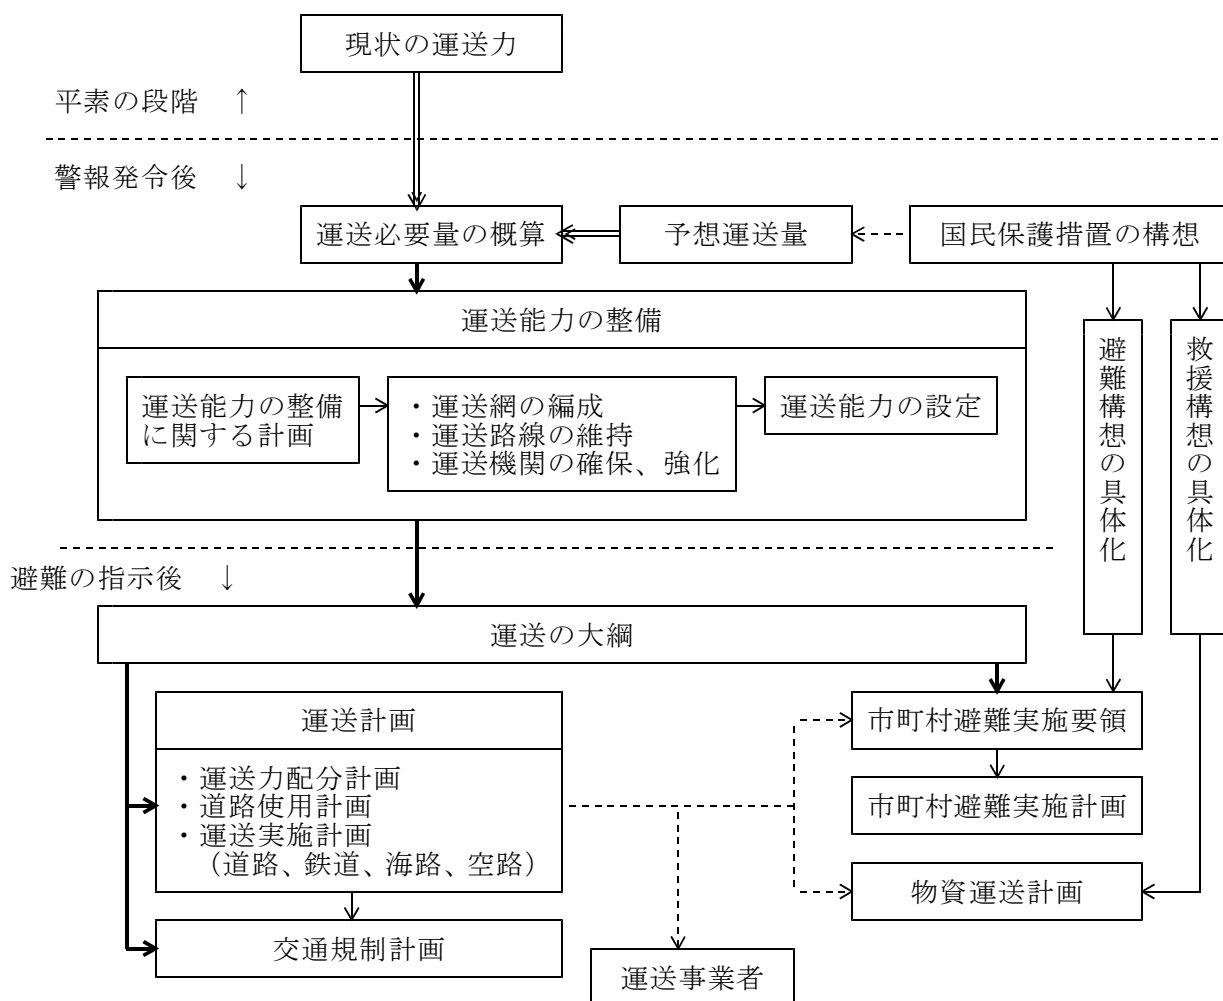 現状の運送力
平素の段階 ↑
警報発令後 ↓
運送必要量の概算
予想運送量
国民保護措置の構想
運送能力の整備
運送能力の整備
に関する計画
・運送網の編成
・運送路線の維持
・運送機関の確保、強化
運送能力の設定
避難構想の具体化
救援構想の具体化
避難の指示後 ↓
運送の大綱
運送計画
・運送力配分計画
・道路使用計画
・運送実施計画
（道路、鉄道、海路、空路）
市町村避難実施要領
市町村避難実施計画
物資運送計画
交通規制計画
運送事業者